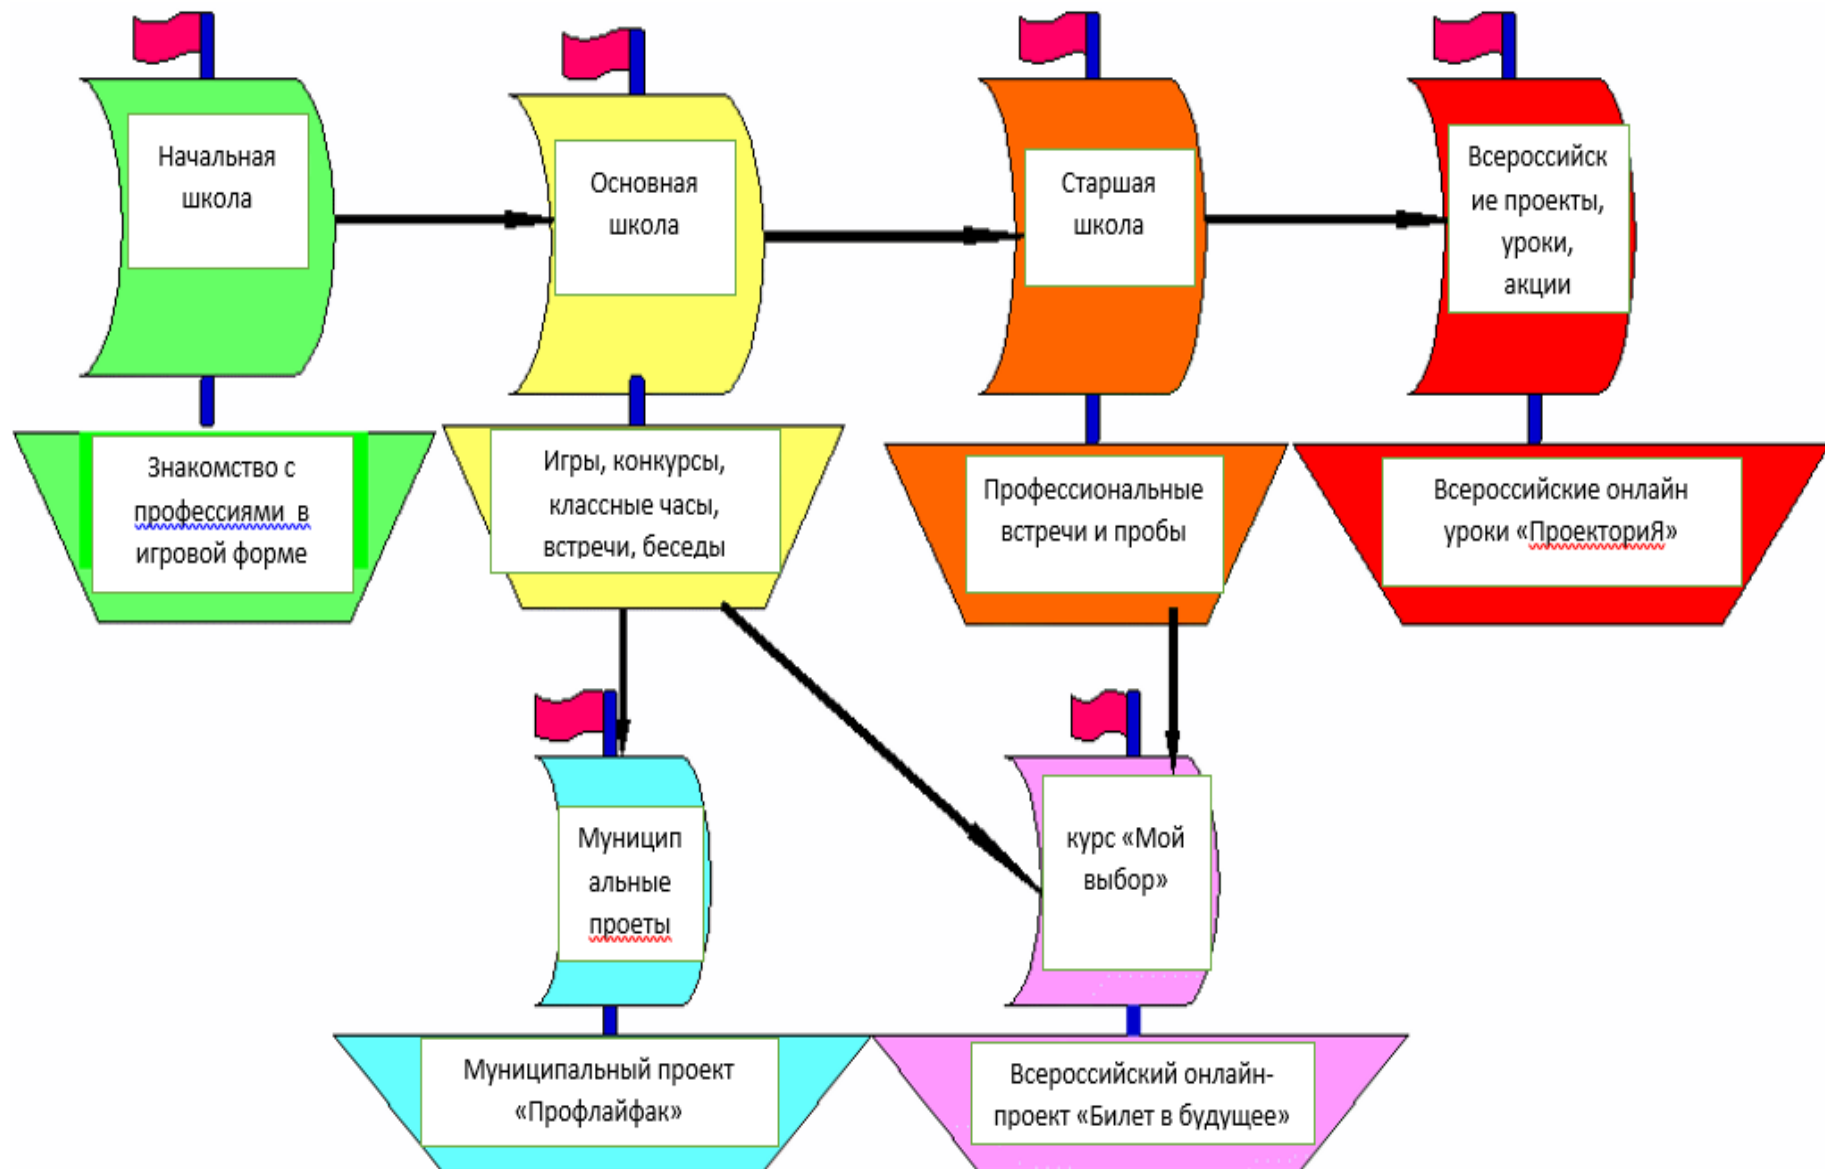 Начальная
школа
Основная
школа
Старшая
школа
Всероссийск
ие проекты,
уроки,
акции
Знакомство с
профессиями в
игровой форме
Игры, конкурсы,
классные часы,
встречи, беседы
Профессиональные
встречи и пробы
Всероссийские онлайн
уроки «ПроекториЯ»
Муницип
альные
проеты
курс «Мой
выбор»
Муниципальный проект
«Профлайфак»
Всероссийский онлайн-
проект «Билет в будущее»